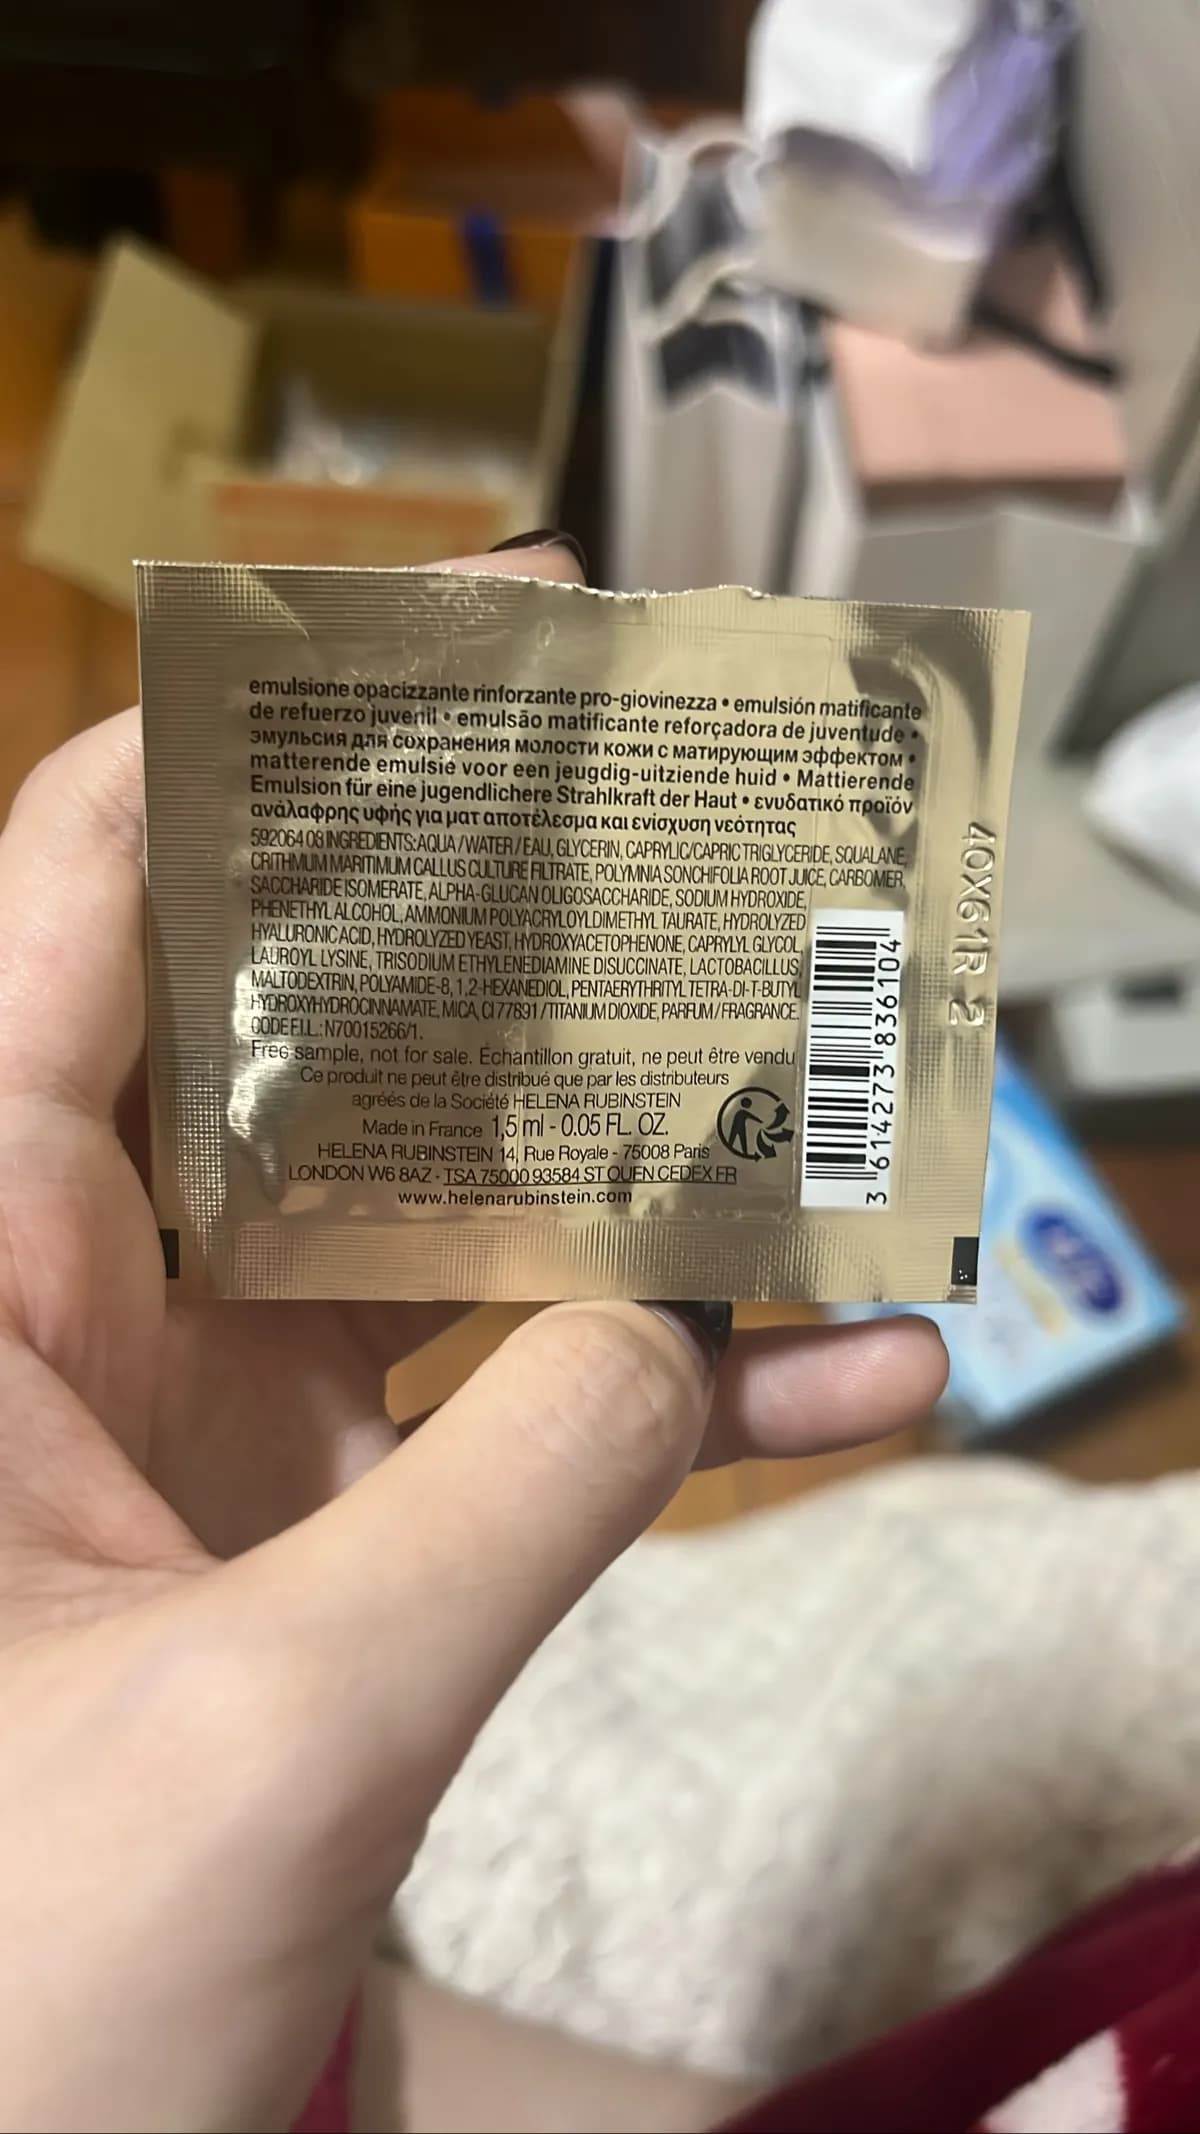 emulsione opacizzante rinforzante pro-giovinezza • emulsión matificante
de refuerzo juvenil • emulsão matificante reforçadora de juventude •
эмульсия для сохранения молости кожи с матирующим эффектом •
matterende emulsie voor een jeugdig-uitziende huid • Mattierende
Emulsion für eine jugendlichere Strahlkraft der Haut • ενυδατικό προϊόν
ανάλαφρης υφής για ματ αποτέλεσμα και ενίσχυση νεότητας
592064 08 INGREDIENTS: AQUA / WATER / EAU, GLYCERIN, CAPRYLIC/CAPRIC TRIGLYCERIDE, SQUALANE,
CRITHMUM MARITIMUM CALLUS CULTURE FILTRATE, POLYMNIA SONCHIFOLIA ROOT JUICE, CARBOMER,
SACCHARIDE ISOMERATE, ALPHA-GLUCAN OLIGOSACCHARIDE, SODIUM HYDROXIDE,
PHENETHYL ALCOHOL, AMMONIUM POLYACRYLOYLDIMETHYL TAURATE, HYDROLYZED
HYALURONIC ACID, HYDROLYZED YEAST, HYDROXYACETOPHENONE, CAPRYLYL GLYCOL,
LAUROYL LYSINE, TRISODIUM ETHYLENEDIAMINE DISUCCINATE, LACTOBACILLUS,
MALTODEXTRIN, POLYAMIDE-8, 1,2-HEXANEDIOL, PENTAERYTHRITYL TETRA-DI-T-BUTYL
HYDROXYHYDROCINNAMATE, MICA, CI 77891 / TITANIUM DIOXIDE, PARFUM / FRAGRANCE.
CODE F.I.L.: N70015266/1.
Free sample, not for sale. Échantillon gratuit, ne peut être vendu
Ce produit ne peut être distribué que par les distributeurs
agréés de la Société HELENA RUBINSTEIN
Made in France 1,5 ml - 0.05 FL. OZ.
HELENA RUBINSTEIN 14, Rue Royale - 75008 Paris
LONDON W6 8AZ - TSA 75000 93584 ST OUEN CEDEX FR
www.helenarubinstein.com
3 614273 836104
40X61R 2